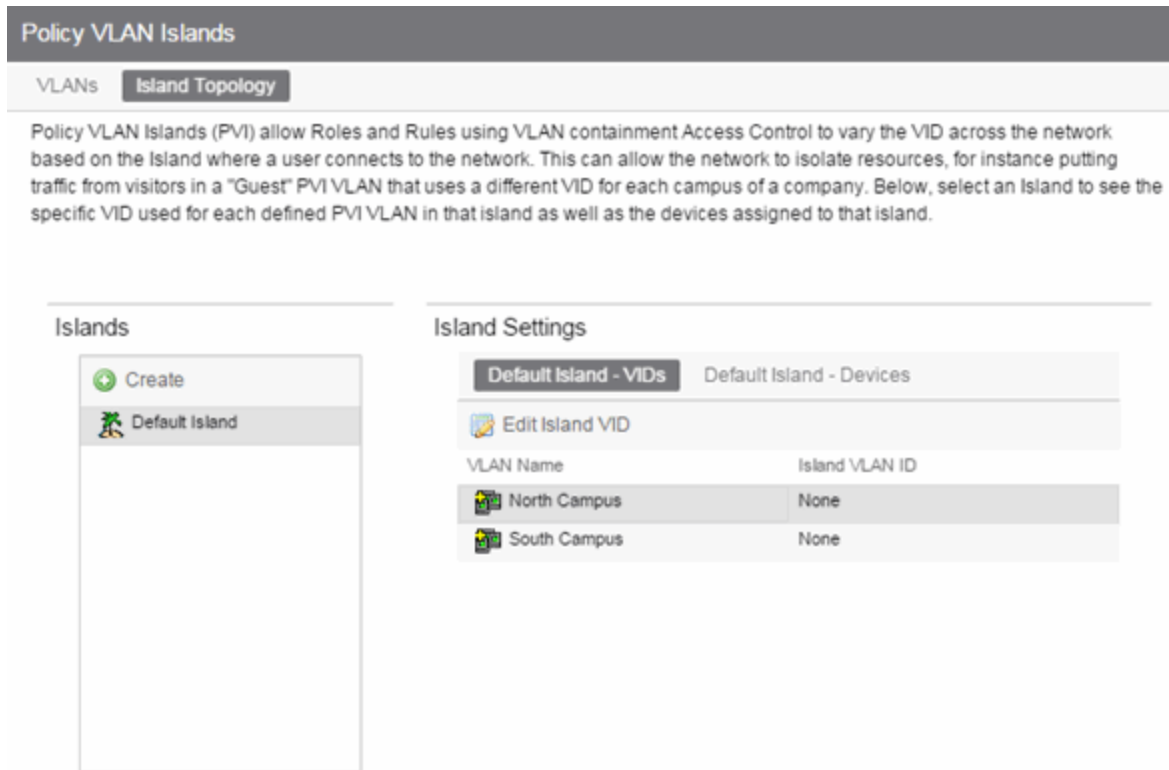 Policy VLAN Islands
VLANs Island Topology
Policy VLAN Islands (PVI) allow Roles and Rules using VLAN containment Access Control to vary the VID across the network
based on the Island where a user connects to the network. This can allow the network to isolate resources, for instance putting
traffic from visitors in a "Guest" PVI VLAN that uses a different VID for each campus of a company. Below, select an Island to see the
specific VID used for each defined PVI VLAN in that island as well as the devices assigned to that island.
Islands
Create
Default Island
Island Settings
Default Island - VIDs Default Island - Devices
Edit Island VID
VLAN Name Island VLAN ID
North Campus None
South Campus None